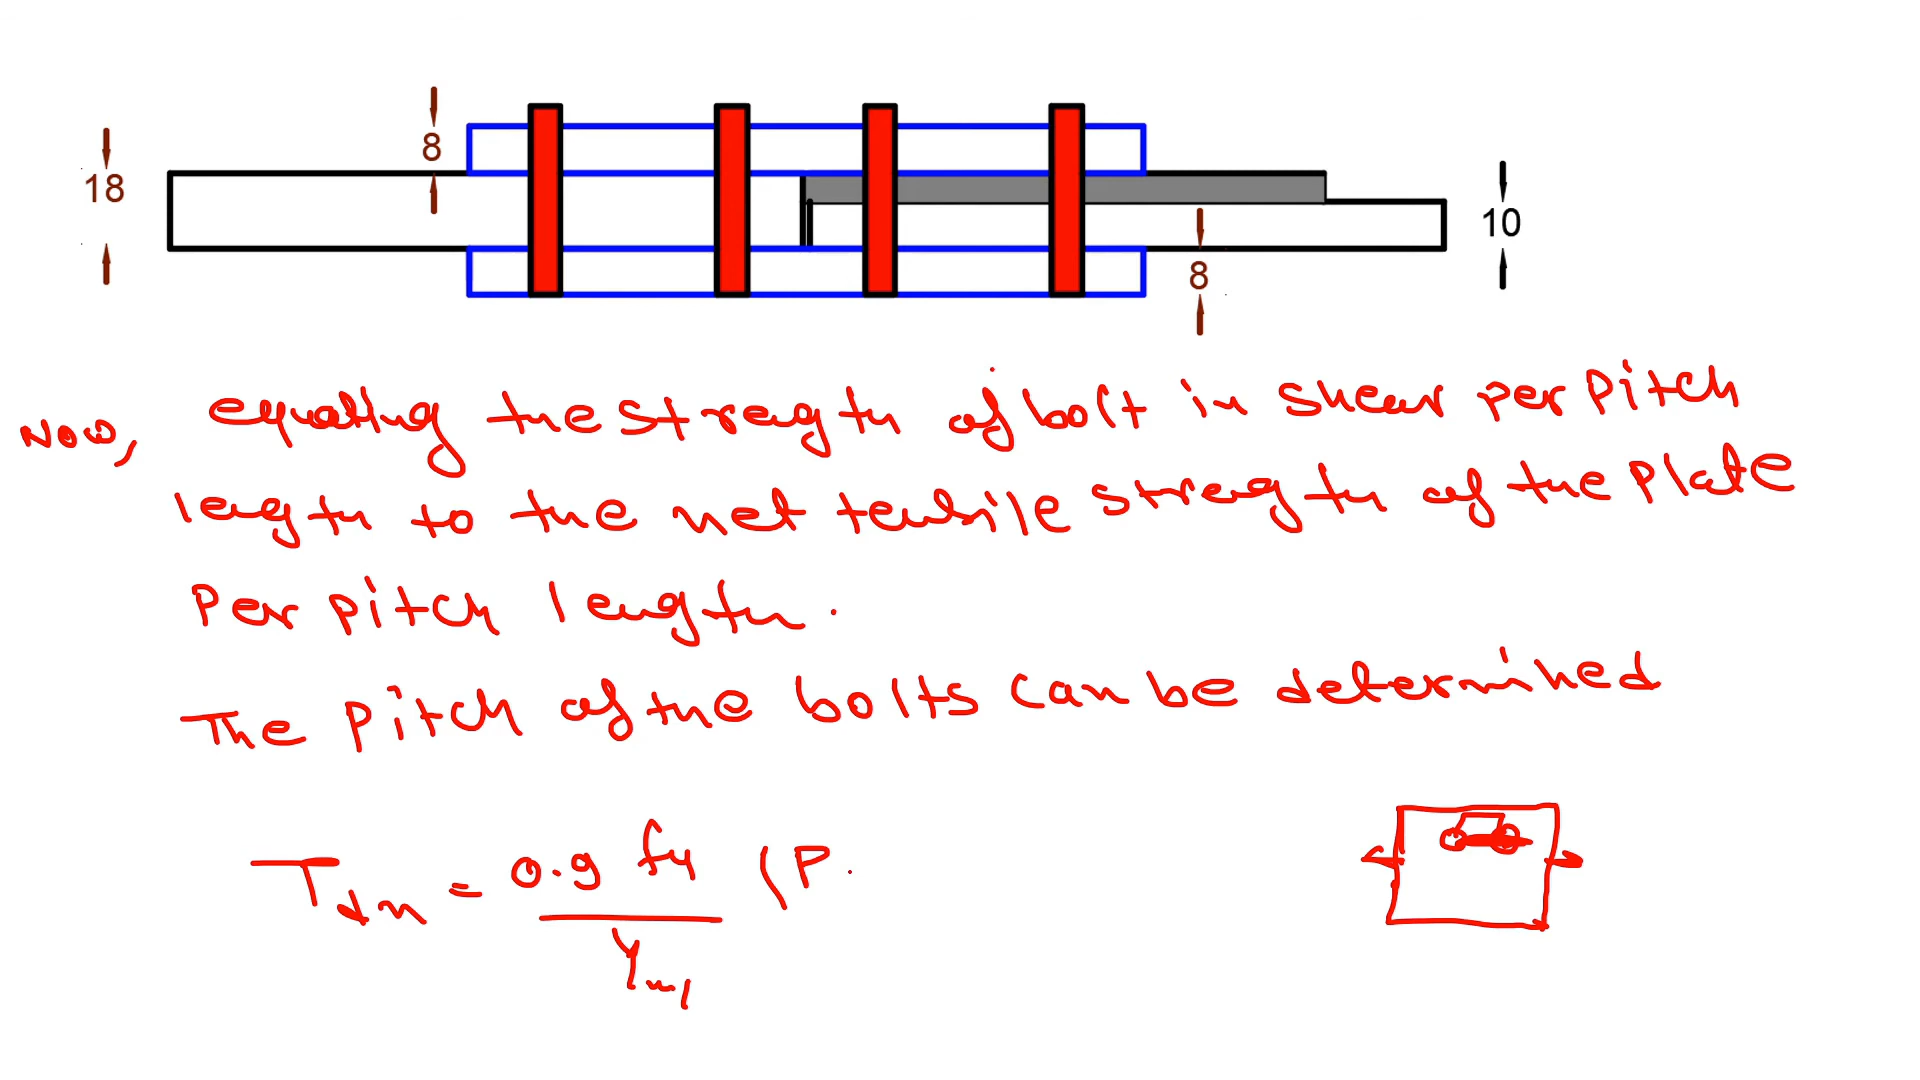 8
18
10
8
Now, equating the strength of bolt in shear per pitch
length to the net tensile strength of the plate
Per pitch length.
The pitch of the bolts can be determined
Tdn = 0.9 fu (P.
γm1